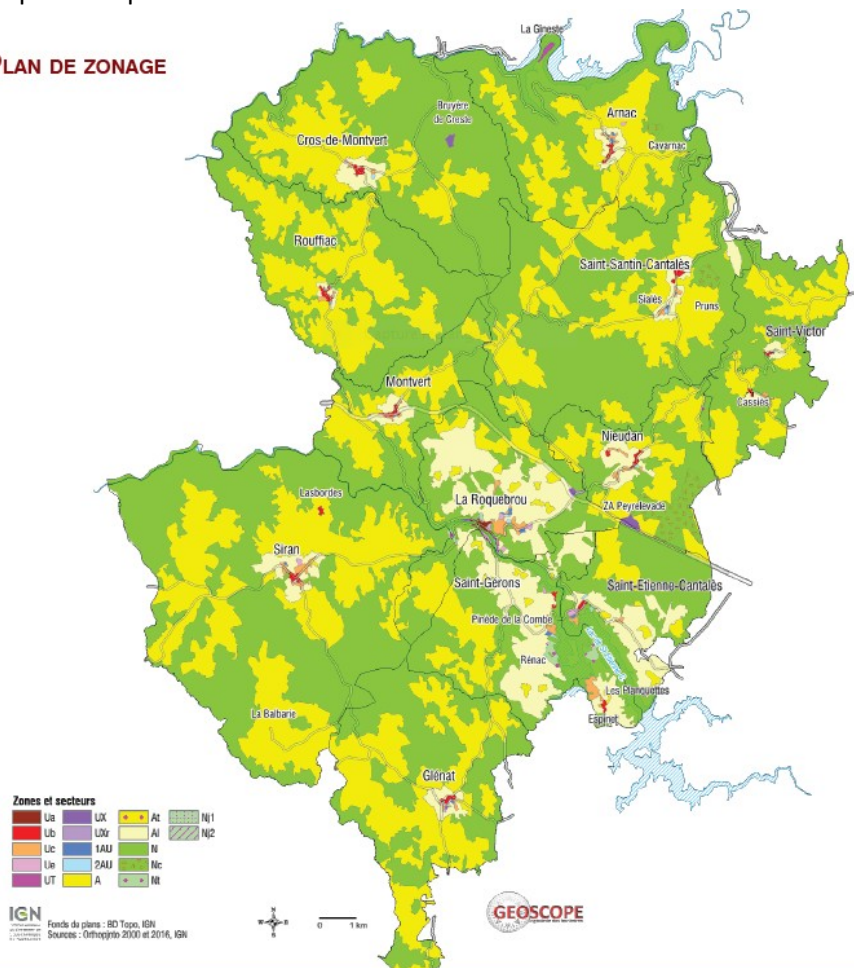 PLAN DE ZONAGE
La Gineste
Bruyère
de Creste
Arnac
Cros-de-Montvert
Cavarnac
Rouffiac
Saint-Santin-Cantalès
Sialès
Pruns
Saint-Victor
Montvert
Cassiès
Nieudan
Lasbordes
La Roquebrou
ZA Peyrelevade
Siran
Saint-Gérons
Saint-Etienne-Cantalès
Pinède de la Combe
Rénac
Les Planquettes
La Balbarie
Espinet
Glénat
Zones et secteurs
Ua
UX
At
Nj1
Ub
UXr
Al
Nj2
Uc
1AU
N
Ue
2AU
Nc
UT
A
Nt
IGN
Fonds du plans : BD Topo, IGN
Sources : Orthopjnto 2000 et 2016, IGN
0 1 km
GEOSCOPE